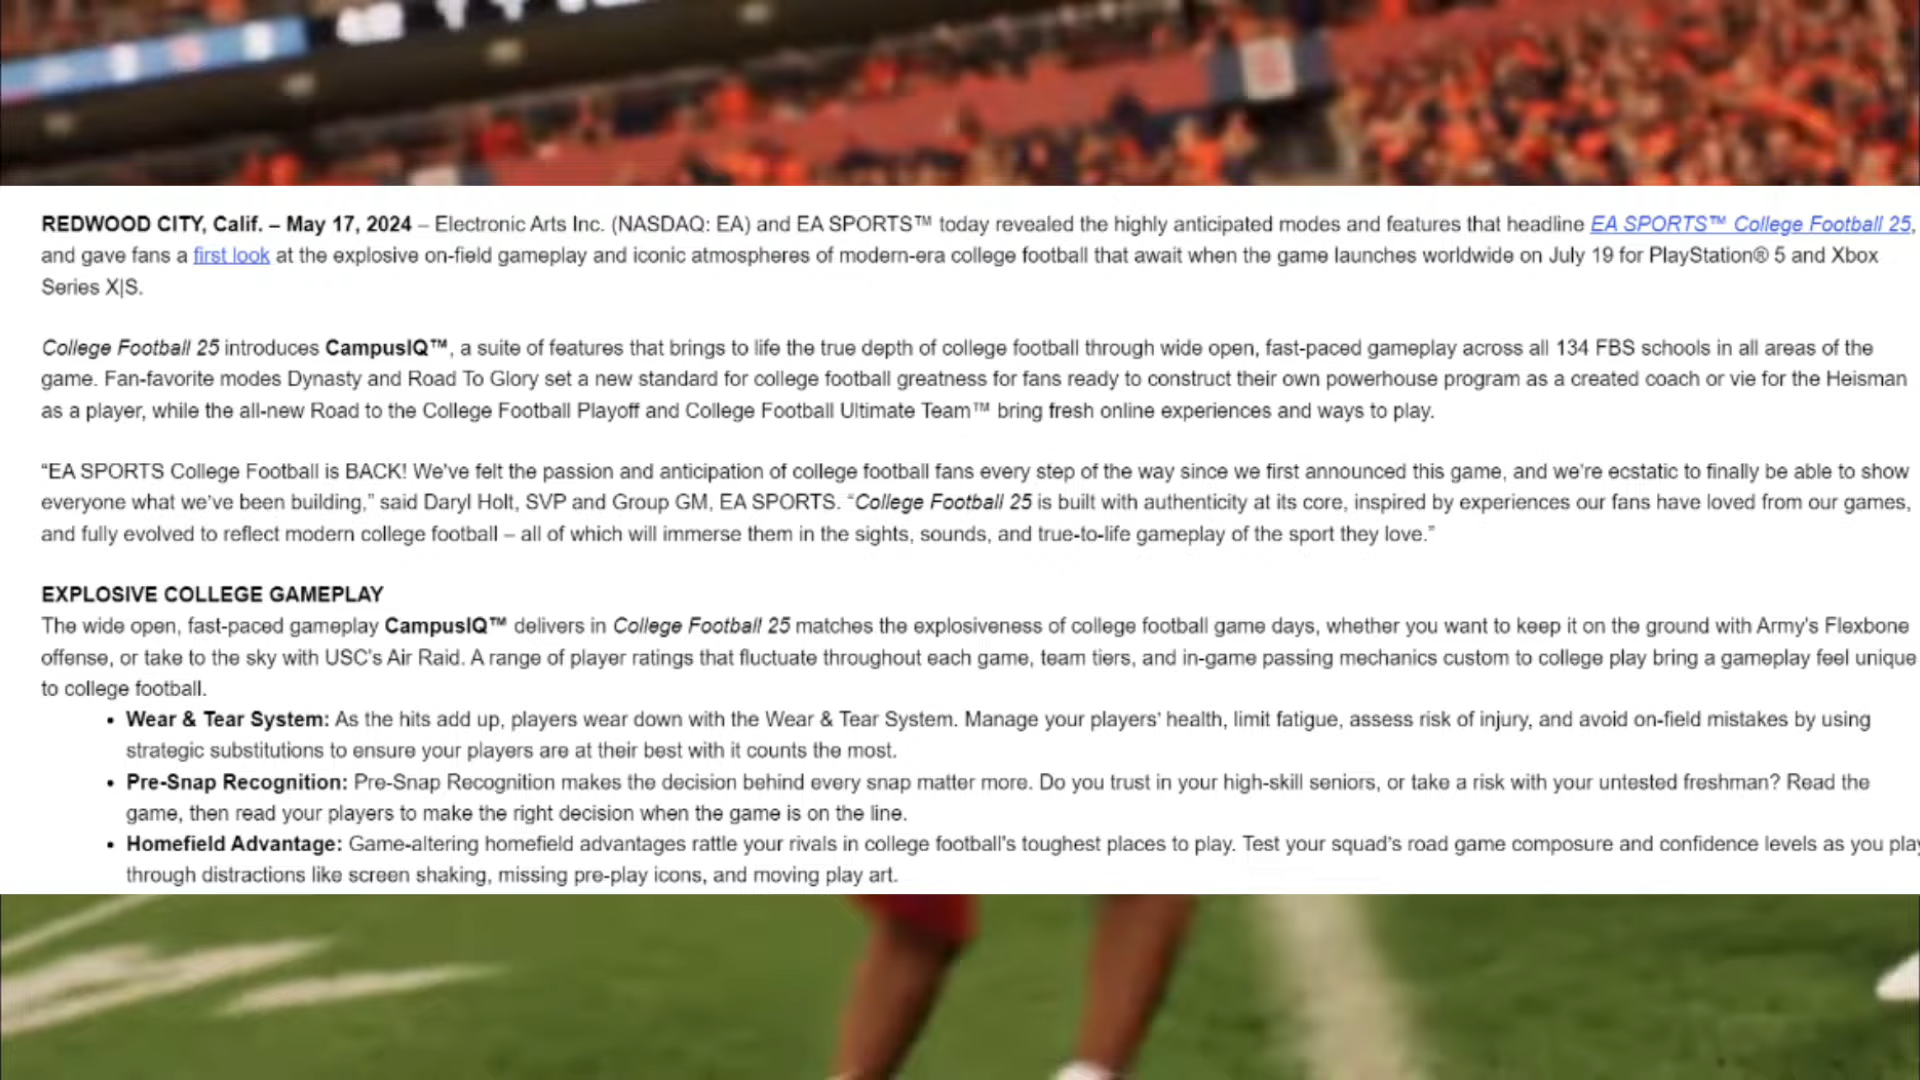 REDWOOD CITY, Calif. – May 17, 2024 – Electronic Arts Inc. (NASDAQ: EA) and EA SPORTS™ today revealed the highly anticipated modes and features that headline EA SPORTS™ College Football 25,
and gave fans a first look at the explosive on-field gameplay and iconic atmospheres of modern-era college football that await when the game launches worldwide on July 19 for PlayStation® 5 and Xbox
Series X|S.
College Football 25 introduces CampusIQ™, a suite of features that brings to life the true depth of college football through wide open, fast-paced gameplay across all 134 FBS schools in all areas of the
game. Fan-favorite modes Dynasty and Road To Glory set a new standard for college football greatness for fans ready to construct their own powerhouse program as a created coach or vie for the Heisman
as a player, while the all-new Road to the College Football Playoff and College Football Ultimate Team™ bring fresh online experiences and ways to play.
“EA SPORTS College Football is BACK! We’ve felt the passion and anticipation of college football fans every step of the way since we first announced this game, and we’re ecstatic to finally be able to show
everyone what we’ve been building,” said Daryl Holt, SVP and Group GM, EA SPORTS. “College Football 25 is built with authenticity at its core, inspired by experiences our fans have loved from our games,
and fully evolved to reflect modern college football – all of which will immerse them in the sights, sounds, and true-to-life gameplay of the sport they love.”
EXPLOSIVE COLLEGE GAMEPLAY
The wide open, fast-paced gameplay CampusIQ™ delivers in College Football 25 matches the explosiveness of college football game days, whether you want to keep it on the ground with Army’s Flexbone
offense, or take to the sky with USC’s Air Raid. A range of player ratings that fluctuate throughout each game, team tiers, and in-game passing mechanics custom to college play bring a gameplay feel unique
to college football.
• Wear & Tear System: As the hits add up, players wear down with the Wear & Tear System. Manage your players’ health, limit fatigue, assess risk of injury, and avoid on-field mistakes by using
strategic substitutions to ensure your players are at their best with it counts the most.
• Pre-Snap Recognition: Pre-Snap Recognition makes the decision behind every snap matter more. Do you trust in your high-skill seniors, or take a risk with your untested freshman? Read the
game, then read your players to make the right decision when the game is on the line.
• Homefield Advantage: Game-altering homefield advantages rattle your rivals in college football’s toughest places to play. Test your squad’s road game composure and confidence levels as you play
through distractions like screen shaking, missing pre-play icons, and moving play art.